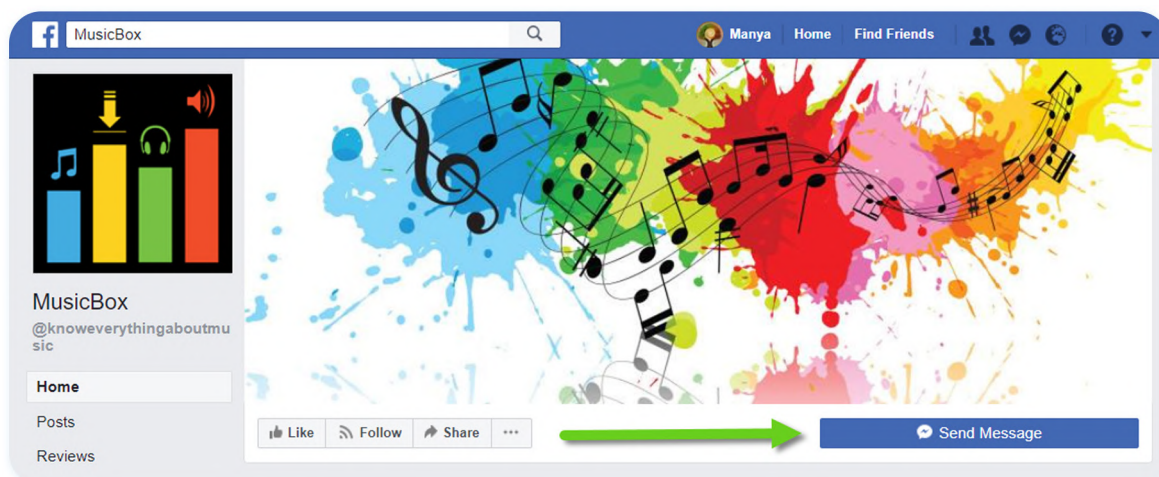 MusicBox
Manya Home Find Friends
MusicBox
@knoweverythingaboutmu
sic
Home
Posts
Reviews
Like Follow Share
Send Message